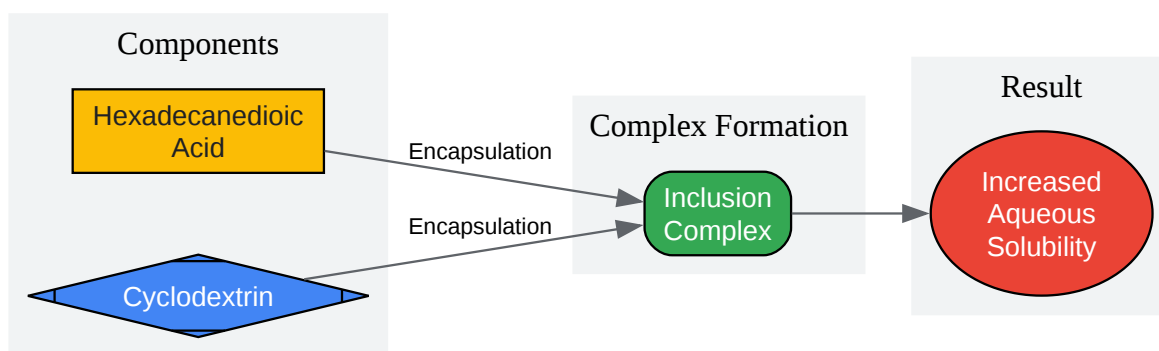 Components
Hexadecanedioic
Acid
Cyclodextrin
Encapsulation
Encapsulation
Complex Formation
Inclusion
Complex
Result
Increased
Aqueous
Solubility